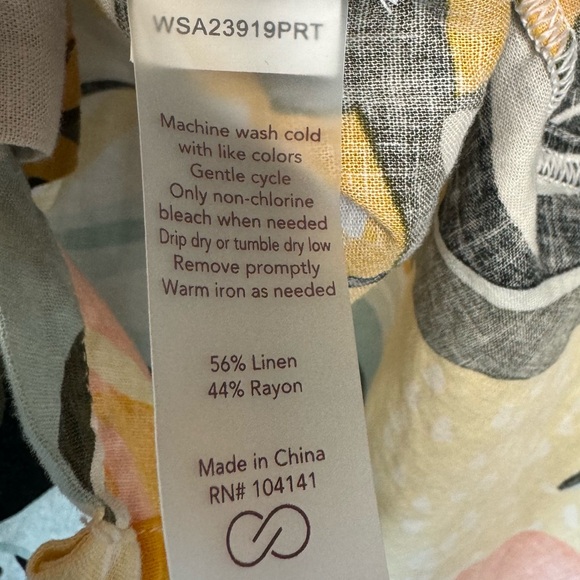 WSA23919PRT
Machine wash cold
with like colors
Gentle cycle
Only non-chlorine
bleach when needed
Drip dry or tumble dry low
Remove promptly
Warm iron as needed
56% Linen
44% Rayon
Made in China
RN# 104141